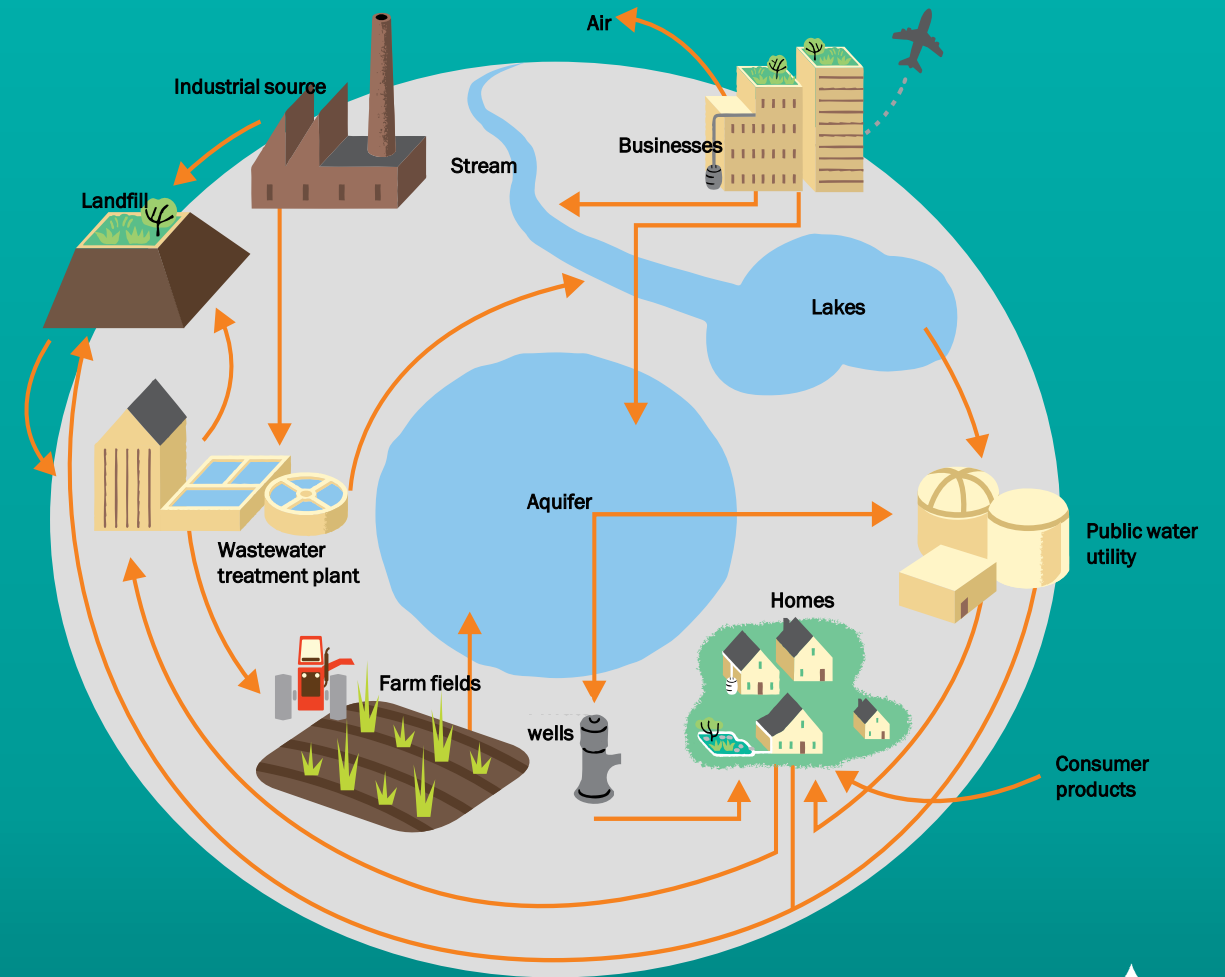 Air
Industrial source
Businesses
Stream
Landfill
Lakes
Aquifer
Public water
utility
Wastewater
treatment plant
Homes
Farm fields
wells
Consumer
products